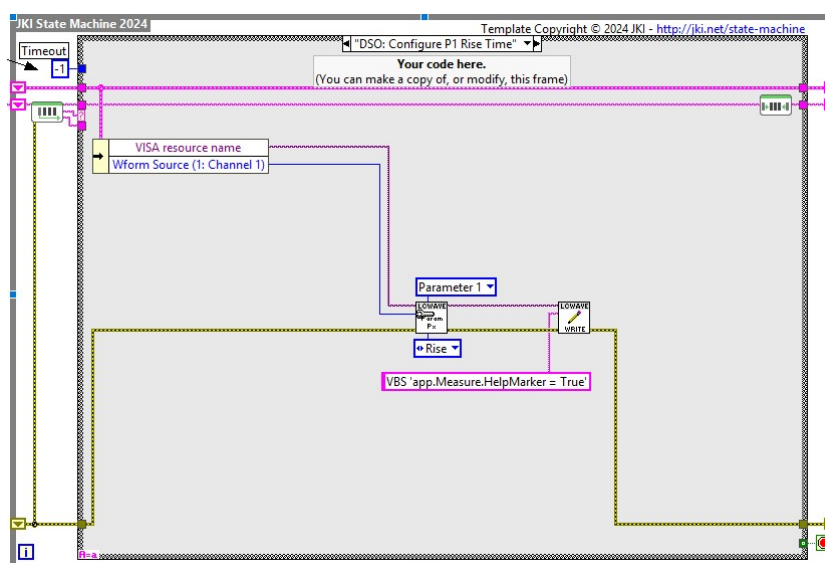 JKI State Machine 2024
Template Copyright © 2024 JKI - http://jki.net/state-machine
Timeout
-1
"DSO: Configure P1 Rise Time"
Your code here.
(You can make a copy of, or modify, this frame)
VISA resource name
Wform Source (1: Channel 1)
Parameter 1
LCWAVE
Param
Px
LCWAVE
WRITE
Rise
VBS 'app.Measure.HelpMarker = True'
i
A=a